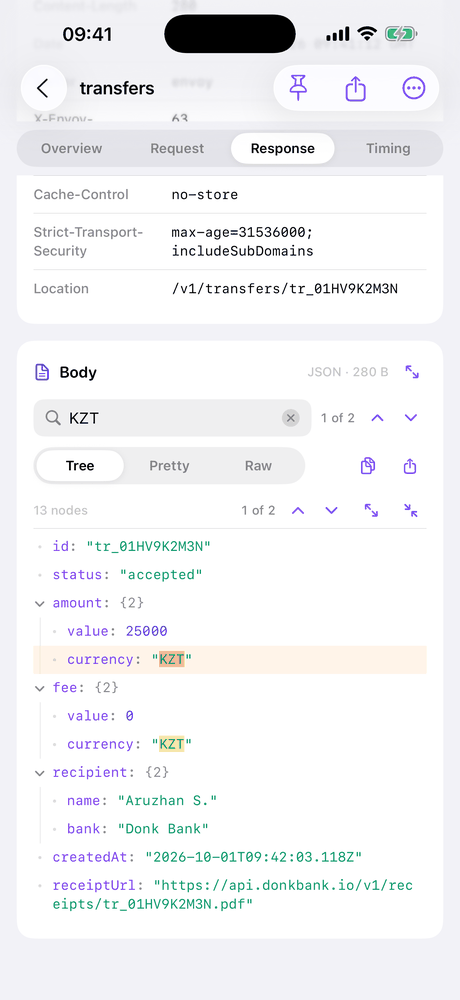 09:41
transfers
X-Envoy-
63
Overview
Request
Response
Timing
Cache-Control
no-store
Strict-Transport-
Security
max-age=31536000;
includeSubDomains
Location
/v1/transfers/tr_01HV9K2M3N
Body
JSON · 280 B
KZT
1 of 2
Tree
Pretty
Raw
13 nodes
1 of 2
id: "tr_01HV9K2M3N"
status: "accepted"
amount: {2}
value: 25000
currency: "KZT"
fee: {2}
value: 0
currency: "KZT"
recipient: {2}
name: "Aruzhan S."
bank: "Donk Bank"
createdAt: "2026-10-01T09:42:03.118Z"
receiptUrl: "https://api.donkbank.io/v1/rec
eipts/tr_01HV9K2M3N.pdf"